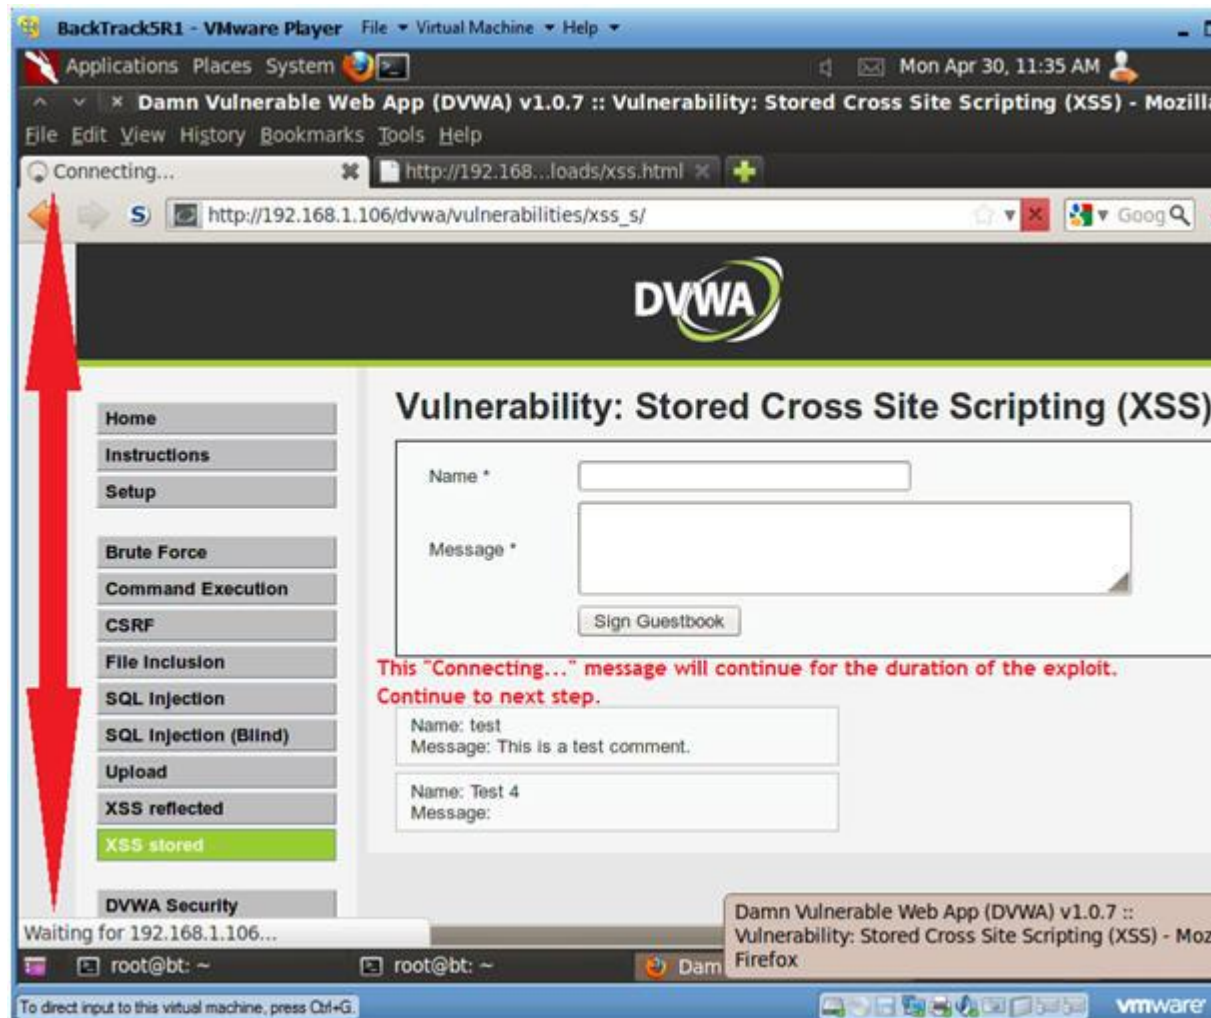 BackTrack5R1 - VMware Player File Virtual Machine Help
Applications Places System Mon Apr 30, 11:35 AM
Damn Vulnerable Web App (DVWA) v1.0.7 :: Vulnerability: Stored Cross Site Scripting (XSS) - Mozilla
File Edit View History Bookmarks Tools Help
Connecting... http://192.168...loads/xss.html
http://192.168.1.106/dvwa/vulnerabilities/xss_s/ Goog
DVWA
Vulnerability: Stored Cross Site Scripting (XSS)
Home
Instructions
Setup
Brute Force
Command Execution
CSRF
File Inclusion
SQL Injection
SQL Injection (Blind)
Upload
XSS reflected
XSS stored
DVWA Security
Name *
Message *
Sign Guestbook
This "Connecting..." message will continue for the duration of the exploit.
Continue to next step.
Name: test
Message: This is a test comment.
Name: Test 4
Message:
Waiting for 192.168.1.106...
Damn Vulnerable Web App (DVWA) v1.0.7 ::
Vulnerability: Stored Cross Site Scripting (XSS) - Moz
Firefox
root@bt: ~ root@bt: ~ Dam
To direct input to this virtual machine, press Ctrl+G. vmware